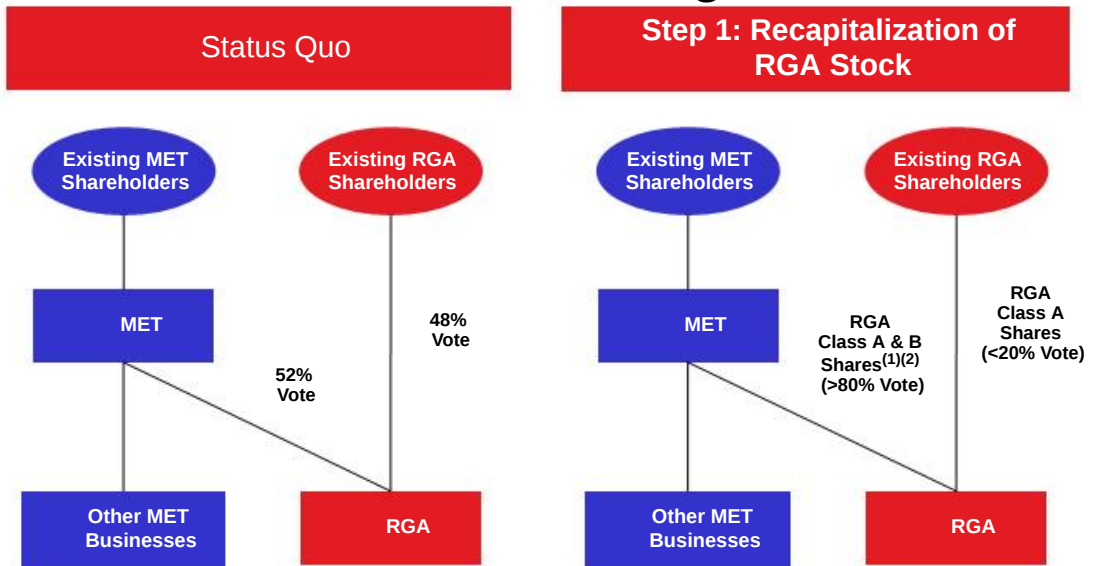 Status Quo
Existing MET
Shareholders
Existing RGA
Shareholders
MET
48%
Vote
52%
Vote
Other MET
Businesses
RGA
Step 1: Recapitalization of
RGA Stock
Existing MET
Shareholders
Existing RGA
Shareholders
MET
RGA
Class A & B
Shares(1)(2)
(>80% Vote)
RGA
Class A
Shares
(<20% Vote)
Other MET
Businesses
RGA